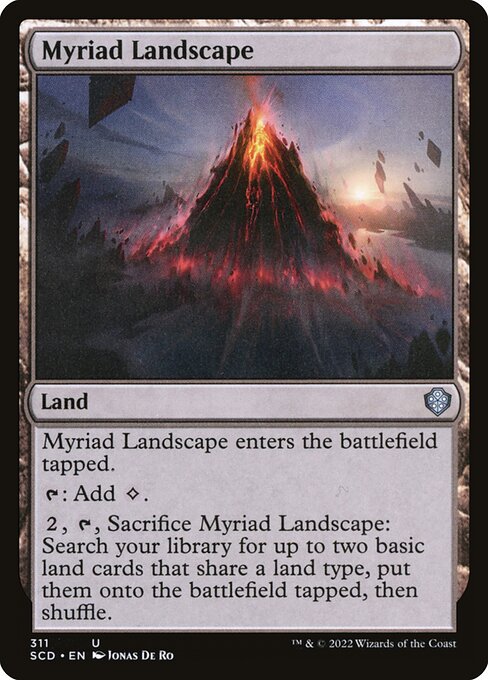 Myriad Landscape
Land
Myriad Landscape enters the battlefield
tapped.
: Add .
2, , Sacrifice Myriad Landscape:
Search your library for up to two basic
land cards that share a land type, put
them onto the battlefield tapped, then
shuffle.
311 U
SCD • EN Jonas De Ro
™ & © 2022 Wizards of the Coast